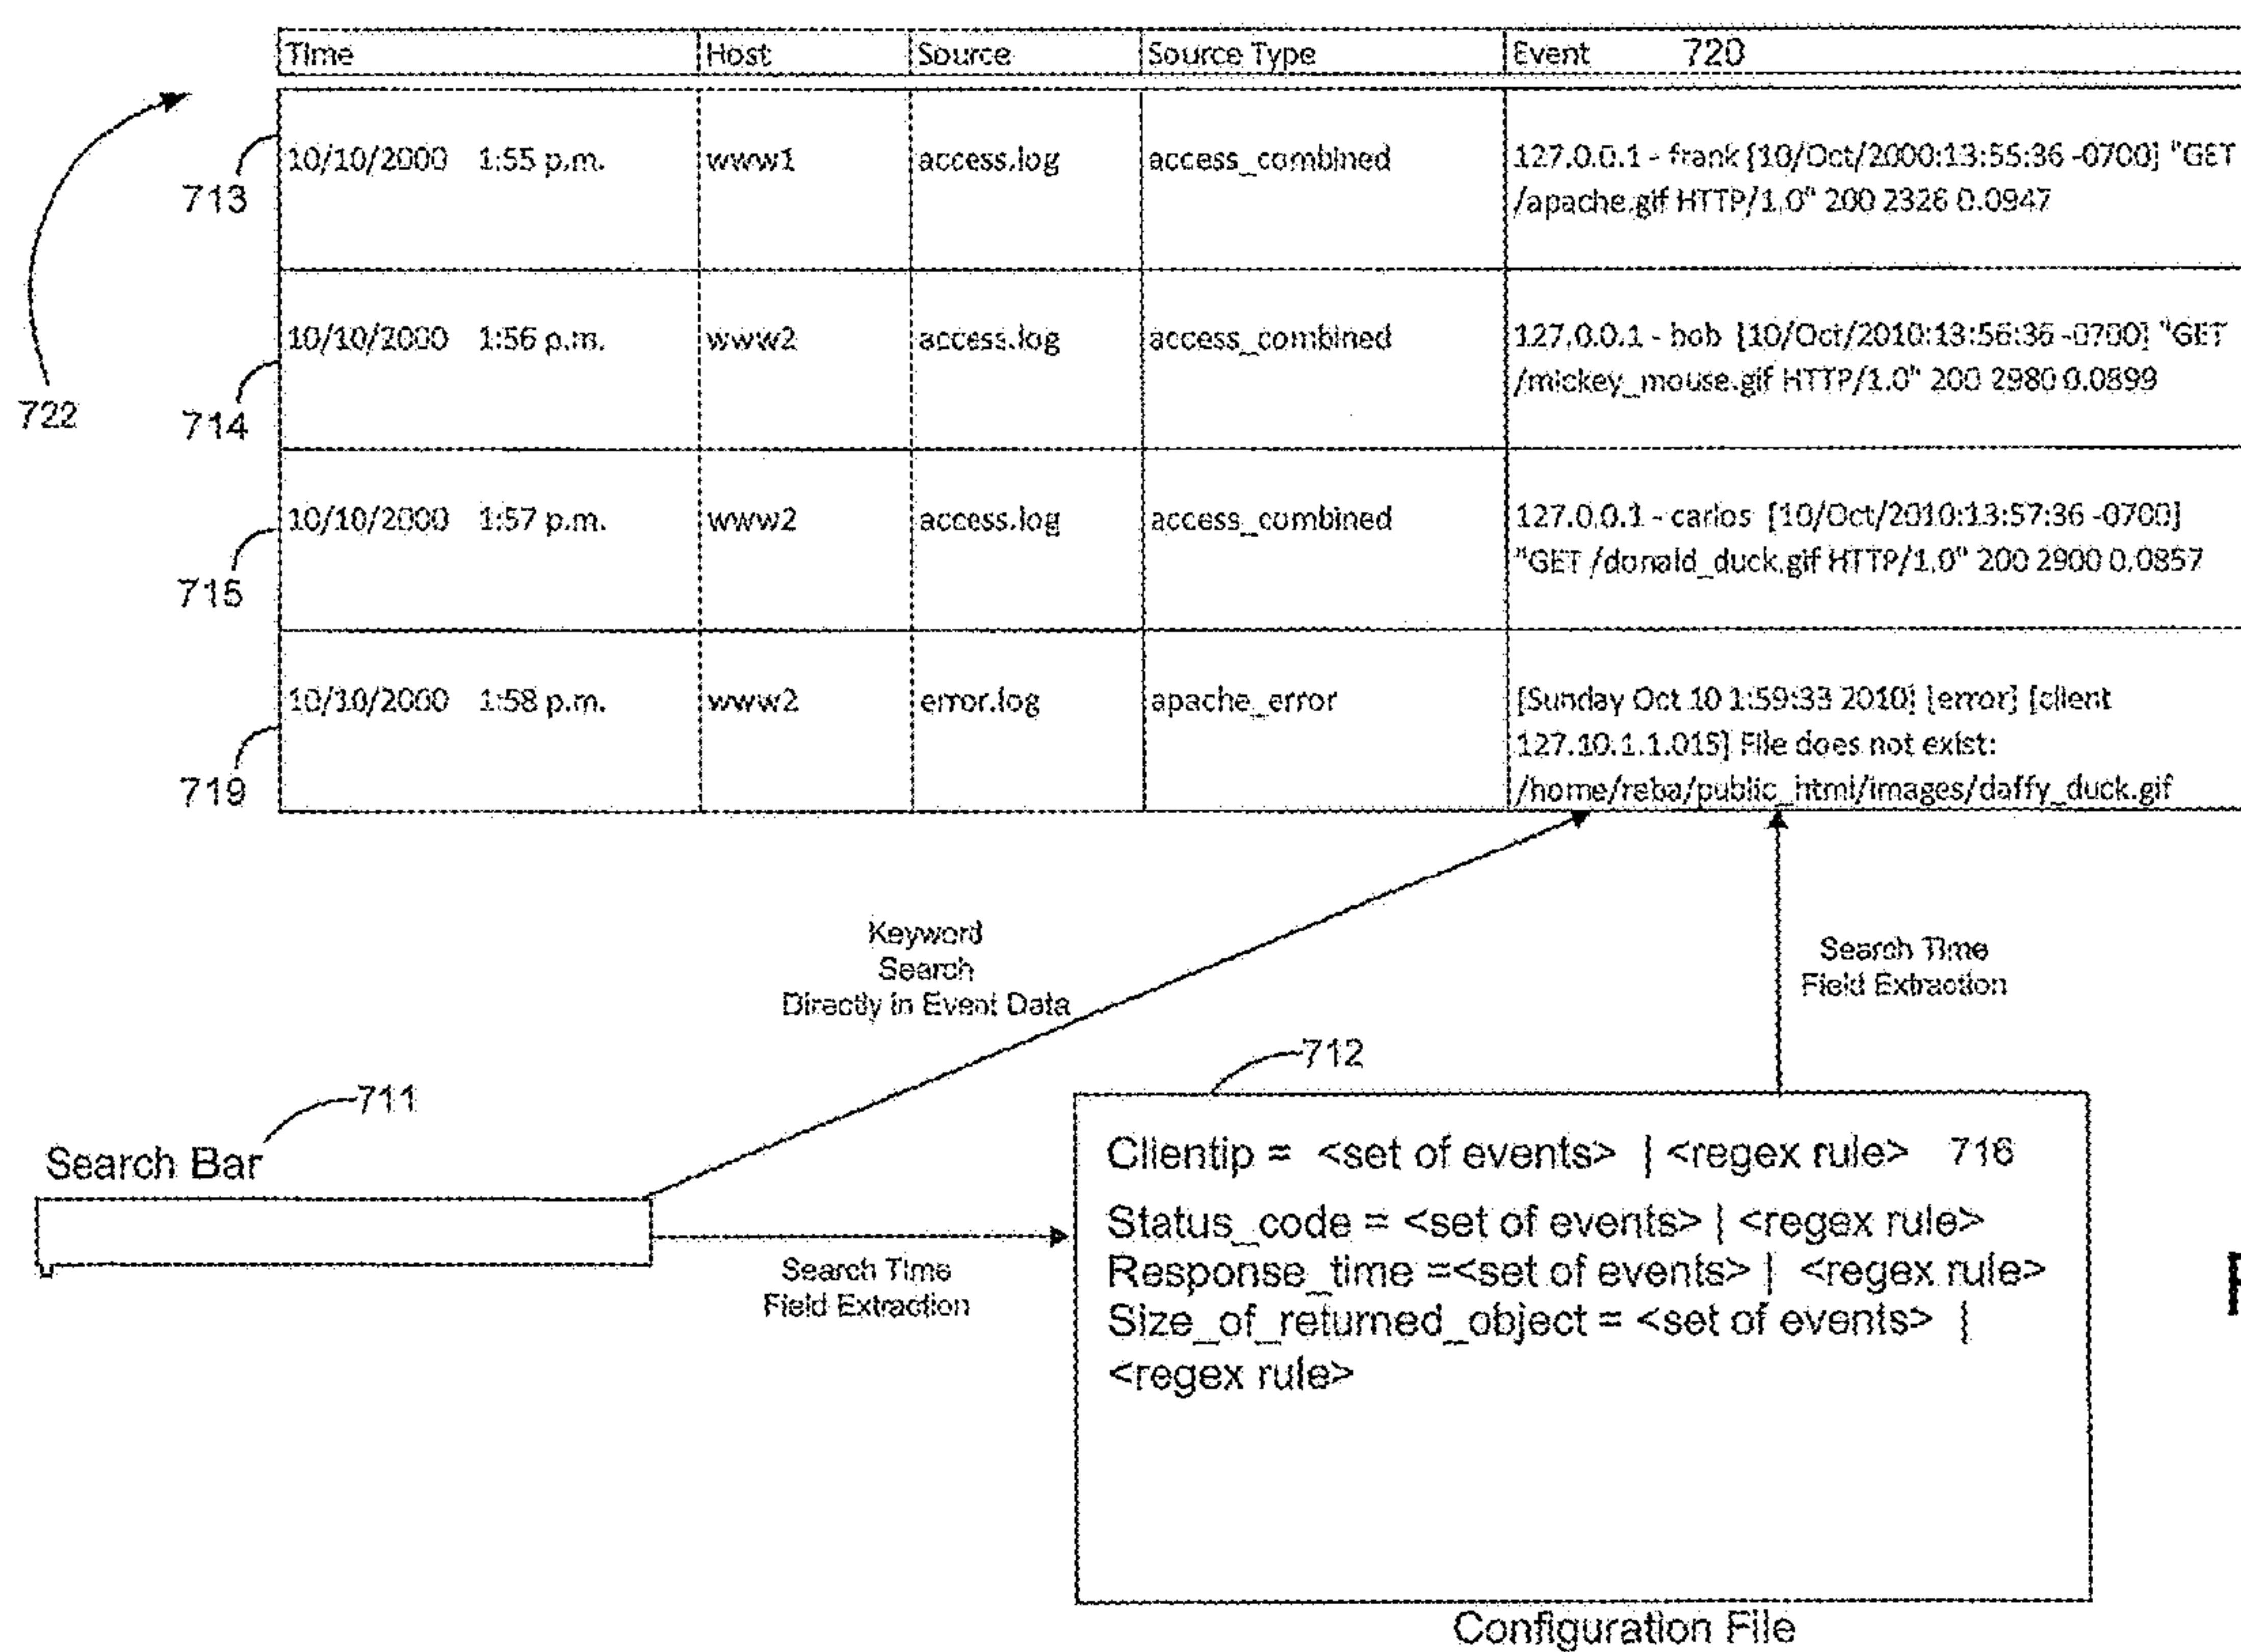 Time Host Source Source Type Event 720
10/10/2000 1:55 p.m. www1 access.log access_combined 127.0.0.1 - frank [10/Oct/2000:13:55:36 -0700] "GET
/apache.gif HTTP/1.0" 200 2326 0.0947
713
10/10/2000 1:56 p.m. www2 access.log access_combined 127.0.0.1 - bob [10/Oct/2010:13:56:36 -0700] "GET
/mickey_mouse.gif HTTP/1.0" 200 2980 0.0899
722
714
10/10/2000 1:57 p.m. www2 access.log access_combined 127.0.0.1 - carlos [10/Oct/2010:13:57:36 -0700]
"GET /donald_duck.gif HTTP/1.0" 200 2900 0.0857
715
10/10/2000 1:58 p.m. www2 error.log apache_error [Sunday Oct 10 1:59:33 2010] [error] [client
127.10.1.1.015] File does not exist:
/home/reba/public_html/images/daffy_duck.gif
719
Keyword
Search
Directly in Event Data
Search Time
Field Extraction
712
711
Search Bar
Search Time
Field Extraction
Clientip = <set of events> | <regex rule> 716
Status_code = <set of events> | <regex rule>
Response_time =<set of events> | <regex rule>
Size_of_returned_object = <set of events> |
<regex rule>
Configuration File